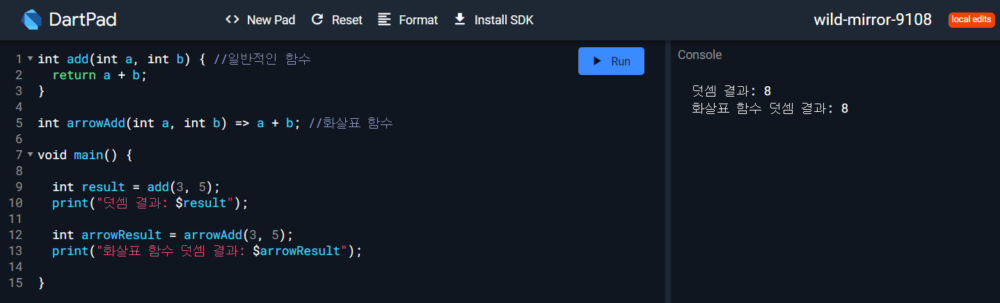 DartPad <> New Pad Reset Format Install SDK wild-mirror-9108 local edits
1 int add(int a, int b) { //일반적인 함수
2 return a + b;
3 }
4
5 int arrowAdd(int a, int b) => a + b; //화살표 함수
6
7 void main() {
8
9 int result = add(3, 5);
10 print("덧셈 결과: $result");
11
12 int arrowResult = arrowAdd(3, 5);
13 print("화살표 함수 덧셈 결과: $arrowResult");
14
15 }
Run
Console
덧셈 결과: 8
화살표 함수 덧셈 결과: 8